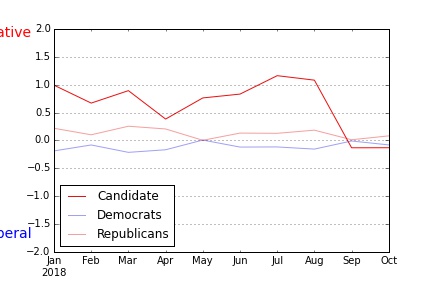 2.0
ative
1.5
1.0
0.5
0.0
−0.5
−1.0
Candidate
Democrats
Republicans
−1.5
peral
−2.0
Jan Feb Mar Apr May Jun Jul Aug Sep Oct
2018